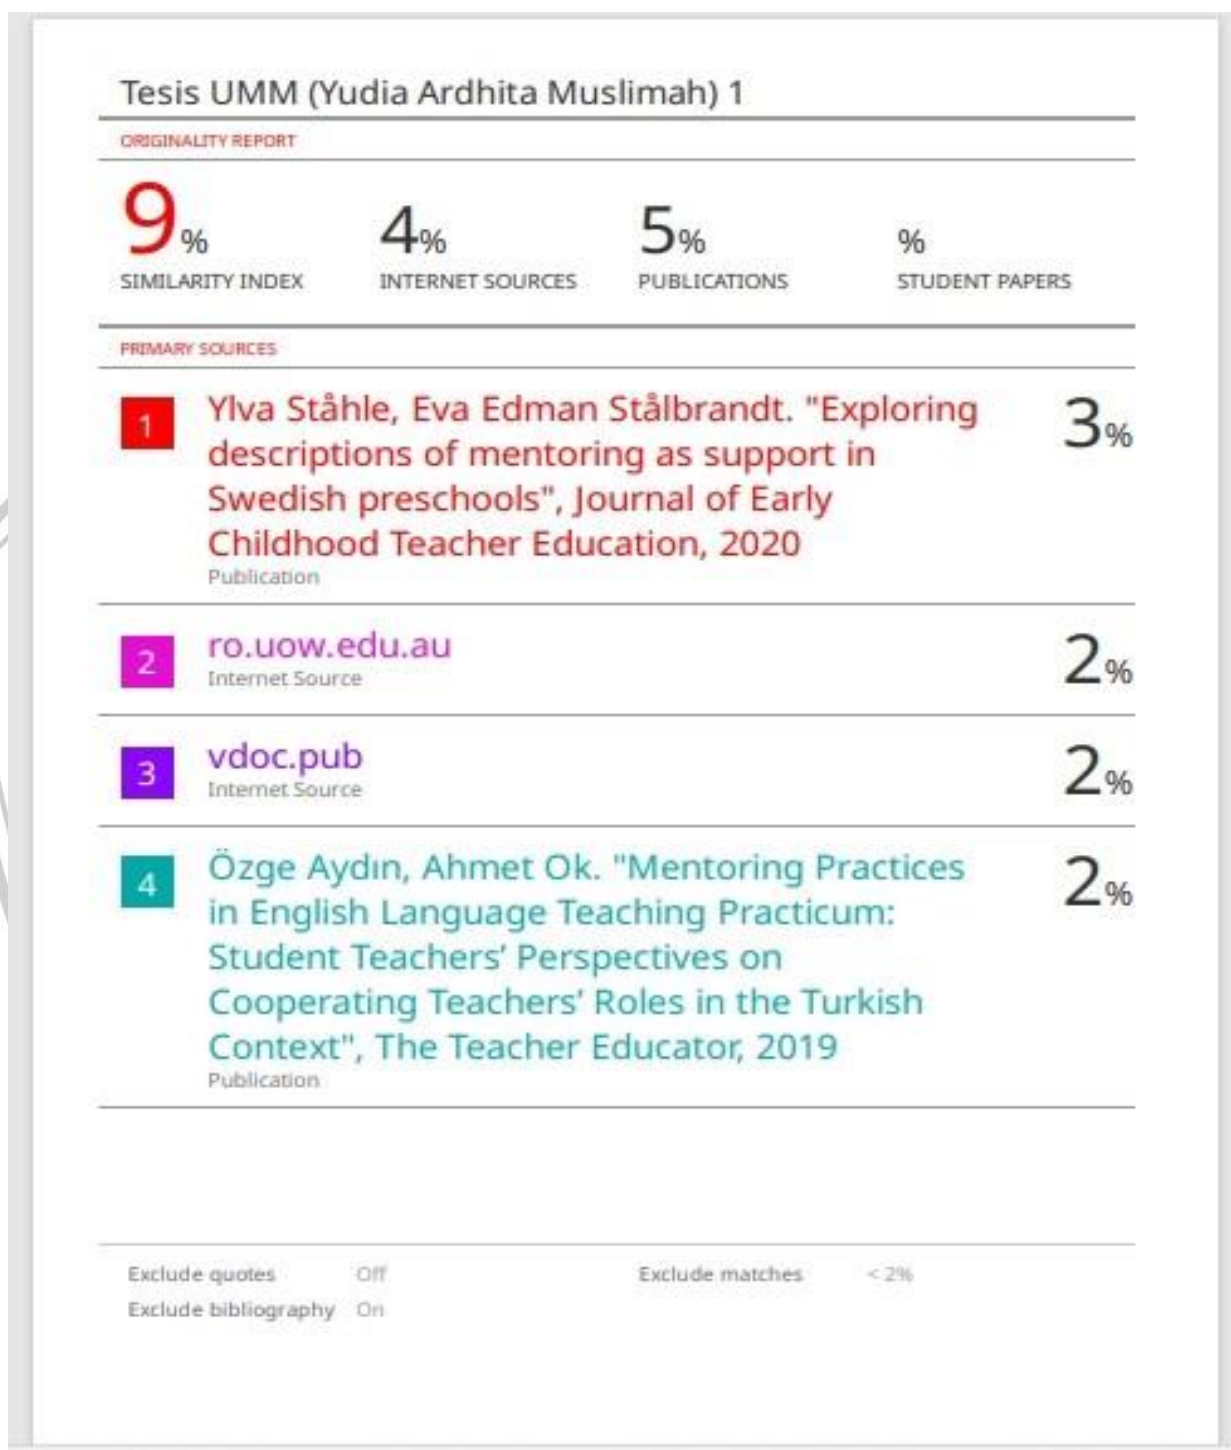 Tesis UMM (Yudia Ardhita Muslimah) 1
ORIGINALITY REPORT
9% 4% 5% %
SIMILARITY INDEX INTERNET SOURCES PUBLICATIONS STUDENT PAPERS
PRIMARY SOURCES
1 Ylva Ståhle, Eva Edman Stålbrandt. "Exploring 3%
descriptions of mentoring as support in
Swedish preschools", Journal of Early
Childhood Teacher Education, 2020
Publication
2 ro.uow.edu.au 2%
Internet Source
3 vdoc.pub 2%
Internet Source
4 Özge Aydın, Ahmet Ok. "Mentoring Practices 2%
in English Language Teaching Practicum:
Student Teachers’ Perspectives on
Cooperating Teachers’ Roles in the Turkish
Context", The Teacher Educator, 2019
Publication
Exclude quotes Off Exclude matches < 2%
Exclude bibliography On